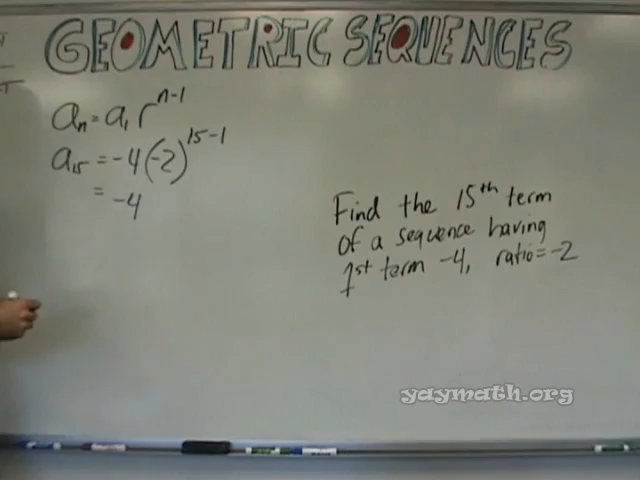 GEOMETRIC SEQUENCES
aₙ = a₁ r^(n-1)
a₁₅ = -4(-2)^(15-1)
= -4
Find the 15th term
of a sequence having
1st term -4, ratio = -2
yaymath.org